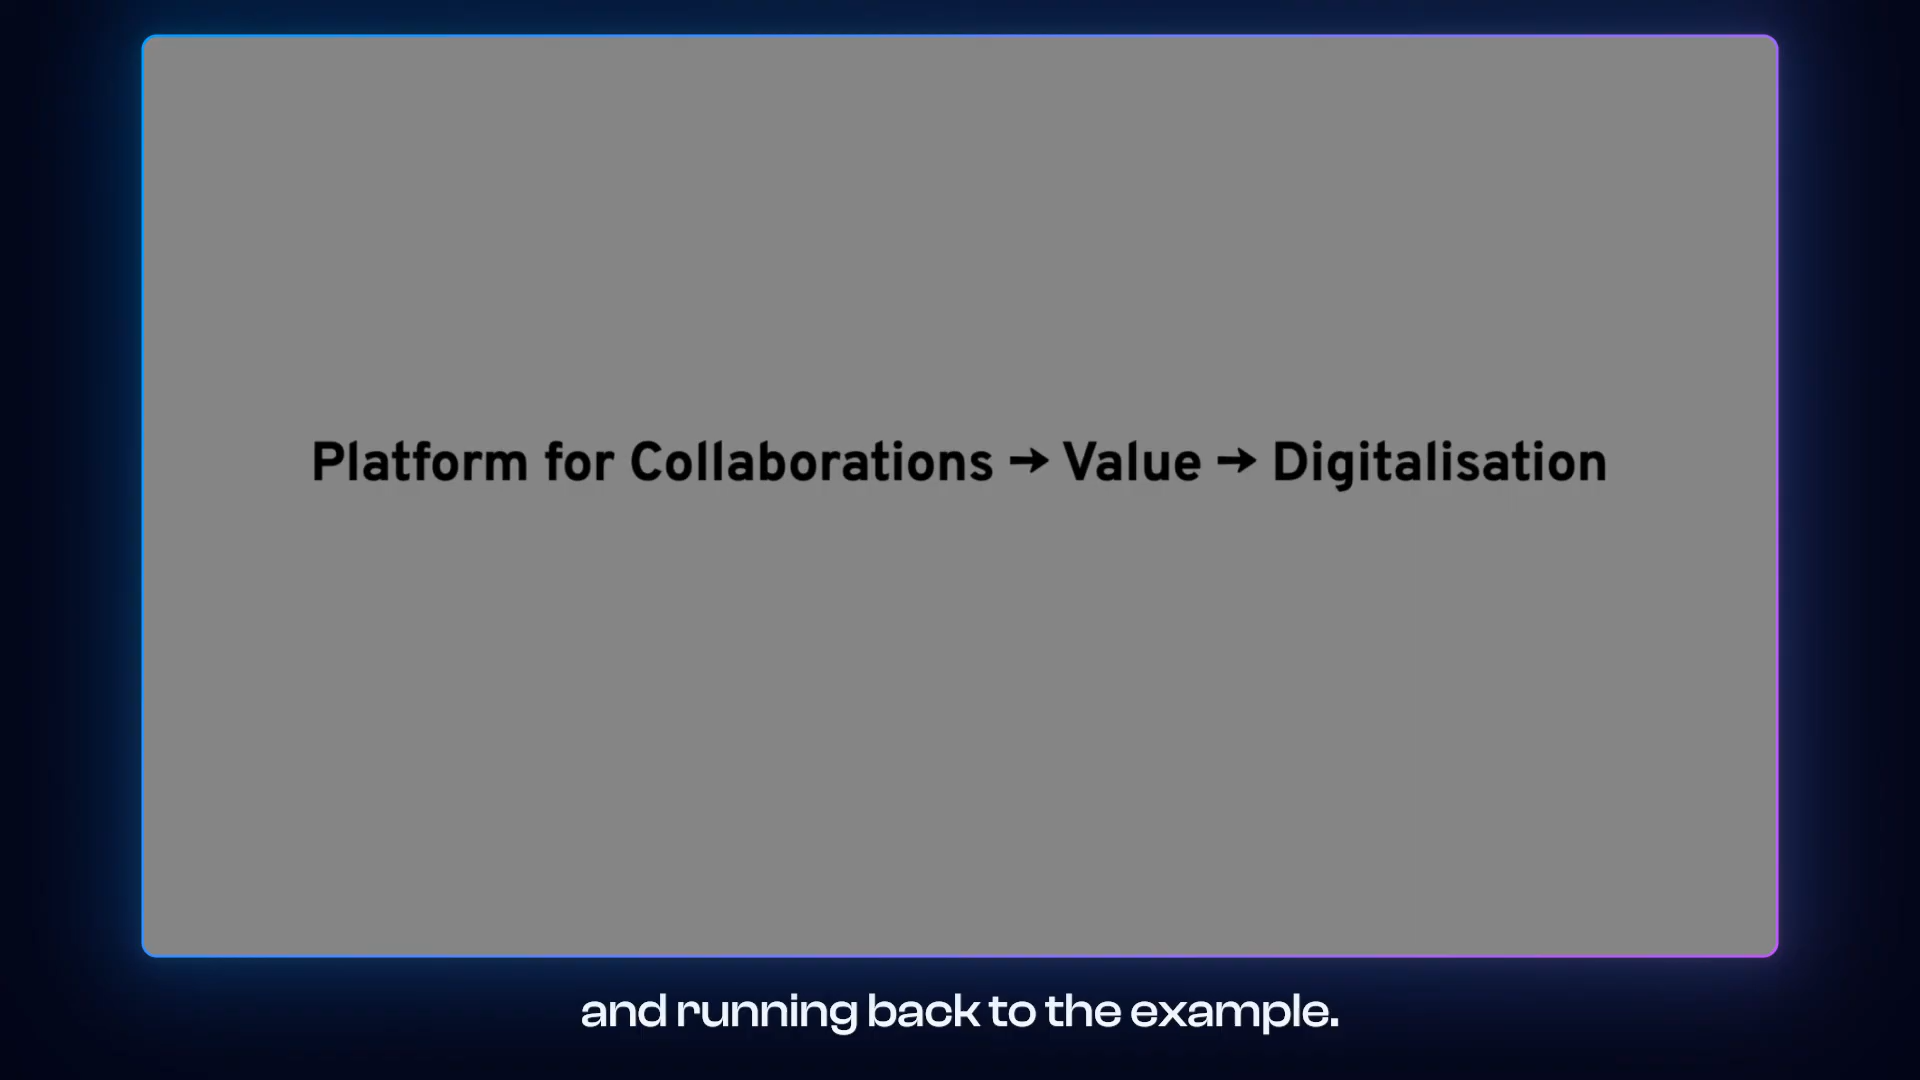 Platform for Collaborations → Value → Digitalisation
and running back to the example.